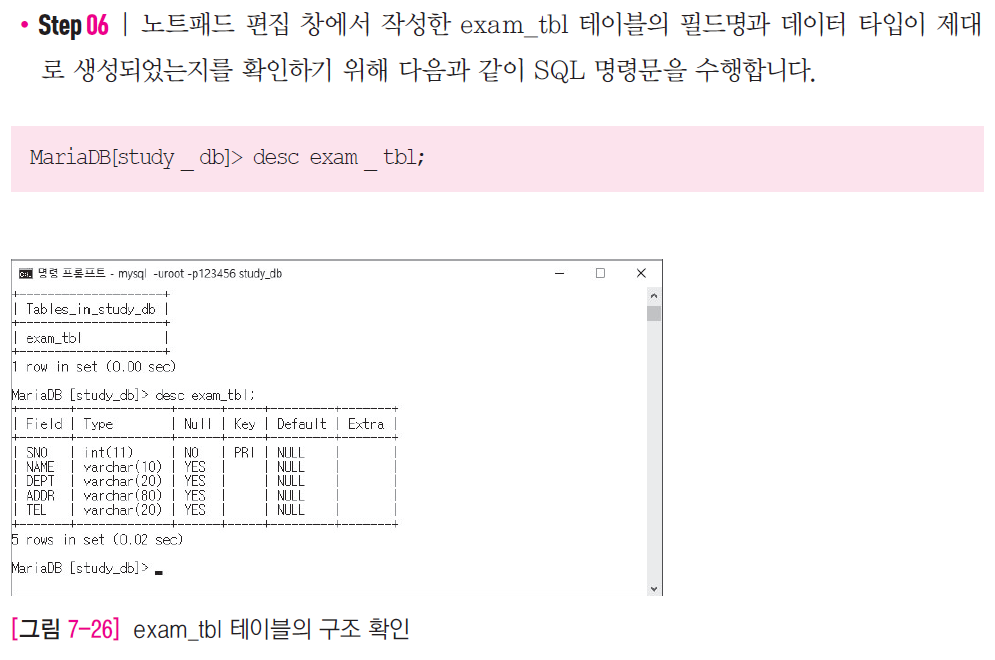 • Step 06 | 노트패드 편집 창에서 작성한 exam_tbl 테이블의 필드명과 데이터 타입이 제대
로 생성되었는지를 확인하기 위해 다음과 같이 SQL 명령문을 수행합니다.
MariaDB[study _ db]> desc exam _ tbl;
명령 프롬프트 - mysql -uroot -p123456 study_db
+--------------------+
| Tables_in_study_db |
+--------------------+
| exam_tbl           |
+--------------------+
1 row in set (0.00 sec)
MariaDB [study_db]> desc exam_tbl;
+-------+-------------+------+-----+---------+-------+
| Field | Type        | Null | Key | Default | Extra |
+-------+-------------+------+-----+---------+-------+
| SNO   | int(11)     | NO   | PRI | NULL    |       |
| NAME  | varchar(10) | YES  |     | NULL    |       |
| DEPT  | varchar(20) | YES  |     | NULL    |       |
| ADDR  | varchar(80) | YES  |     | NULL    |       |
| TEL   | varchar(20) | YES  |     | NULL    |       |
+-------+-------------+------+-----+---------+-------+
5 rows in set (0.02 sec)
MariaDB [study_db]> _
[그림 7-26] exam_tbl 테이블의 구조 확인